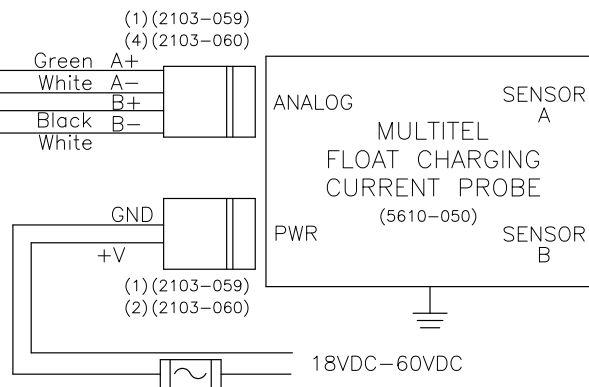 (1)(2103-059)
(4)(2103-060)
Green A+
White A-
B+
Black B-
White
ANALOG
SENSOR
A
MULTITEL
FLOAT CHARGING
CURRENT PROBE
(5610-050)
GND
PWR
SENSOR
B
+V
(1)(2103-059)
(2)(2103-060)
18VDC-60VDC